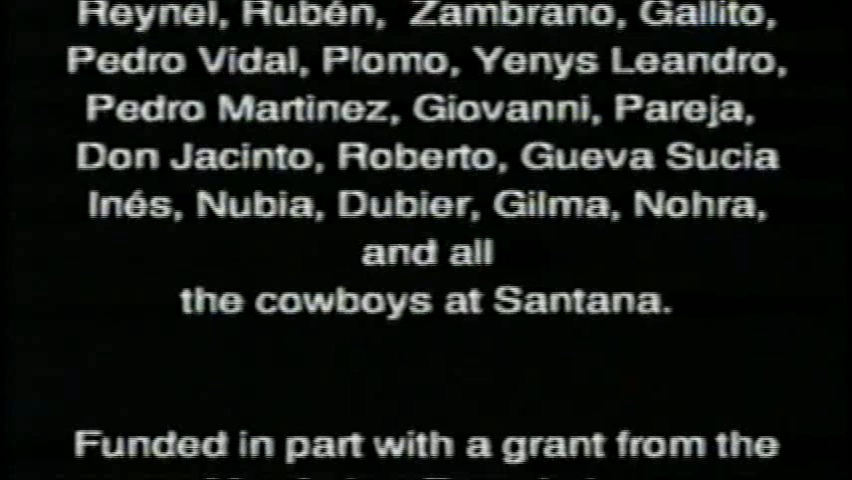 Reynel, Rubén, Zambrano, Gallito,
Pedro Vidal, Plomo, Yenys Leandro,
Pedro Martinez, Giovanni, Pareja,
Don Jacinto, Roberto, Gueva Sucia
Inés, Nubia, Dubier, Gilma, Nohra,
and all
the cowboys at Santana.
Funded in part with a grant from the